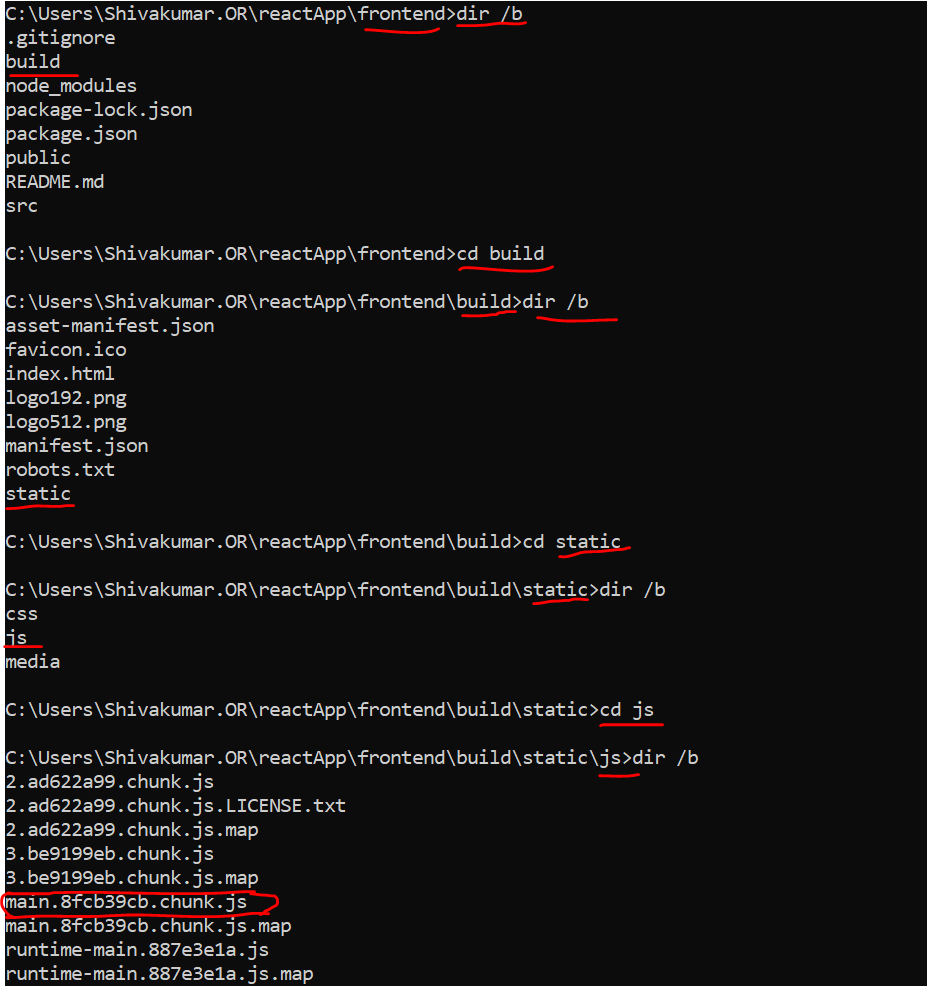 C:\Users\Shivakumar.OR\reactApp\frontend>dir /b
.gitignore
build
node_modules
package-lock.json
package.json
public
README.md
src
C:\Users\Shivakumar.OR\reactApp\frontend>cd build
C:\Users\Shivakumar.OR\reactApp\frontend\build>dir /b
asset-manifest.json
favicon.ico
index.html
logo192.png
logo512.png
manifest.json
robots.txt
static
C:\Users\Shivakumar.OR\reactApp\frontend\build>cd static
C:\Users\Shivakumar.OR\reactApp\frontend\build\static>dir /b
css
js
media
C:\Users\Shivakumar.OR\reactApp\frontend\build\static>cd js
C:\Users\Shivakumar.OR\reactApp\frontend\build\static\js>dir /b
2.ad622a99.chunk.js
2.ad622a99.chunk.js.LICENSE.txt
2.ad622a99.chunk.js.map
3.be9199eb.chunk.js
3.be9199eb.chunk.js.map
main.8fcb39cb.chunk.js
main.8fcb39cb.chunk.js.map
runtime-main.887e3e1a.js
runtime-main.887e3e1a.js.map